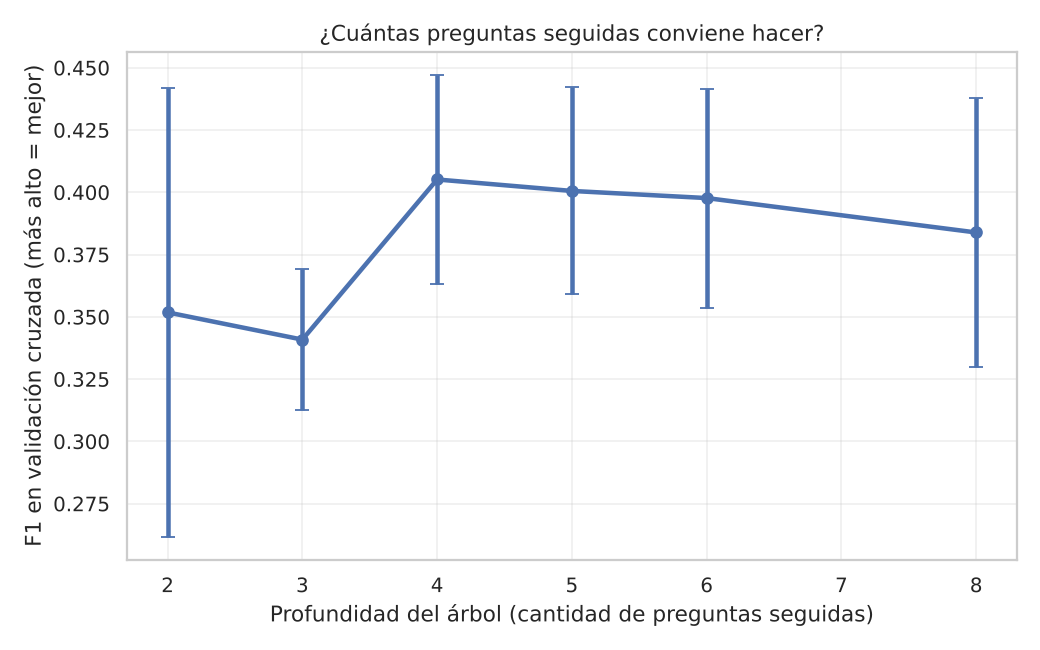 ¿Cuántas preguntas seguidas conviene hacer?
F1 en validación cruzada (más alto = mejor)
0.450
0.425
0.400
0.375
0.350
0.325
0.300
0.275
2 3 4 5 6 7 8
Profundidad del árbol (cantidad de preguntas seguidas)